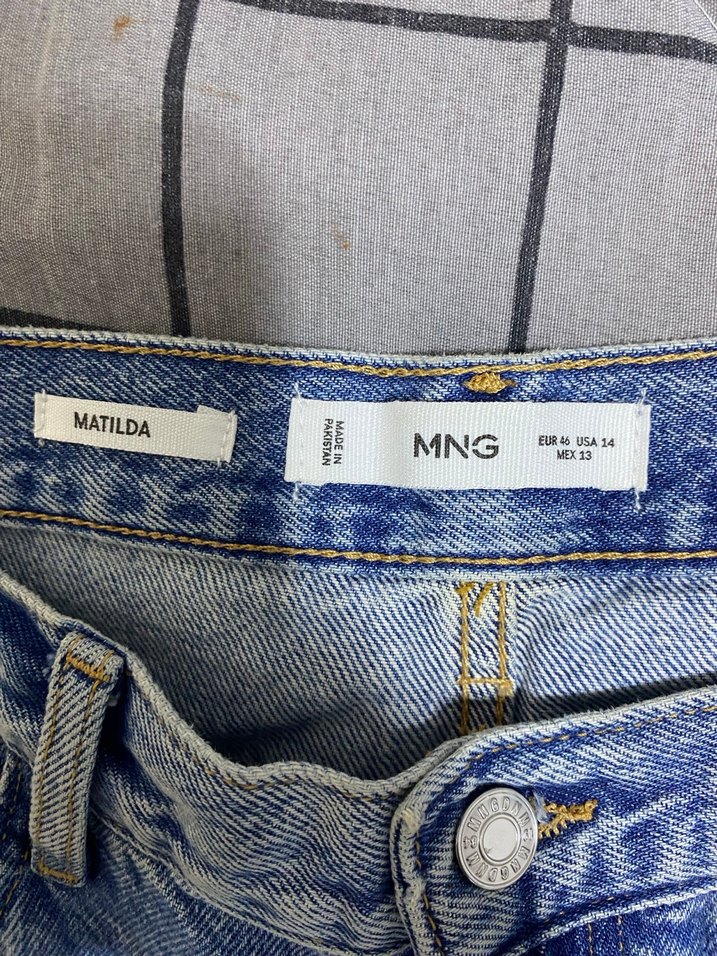 MATILDA
MADE IN
PAKISTAN
MNG
EUR 46 USA 14
MEX 13